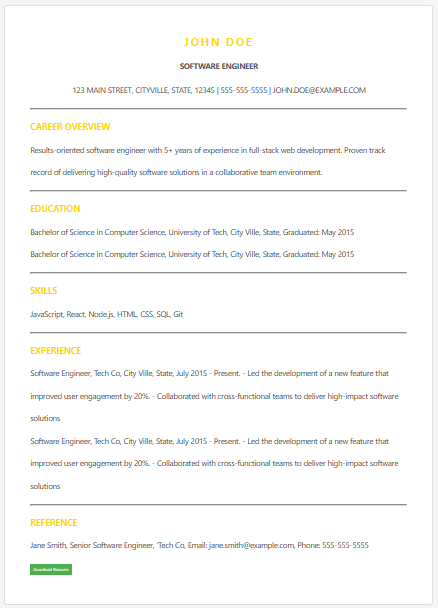 JOHN DOE
SOFTWARE ENGINEER
123 MAIN STREET, CITYVILLE, STATE, 12345 | 555-555-5555 | JOHN.DOE@EXAMPLE.COM
CAREER OVERVIEW
Results-oriented software engineer with 5+ years of experience in full-stack web development. Proven track
record of delivering high-quality software solutions in a collaborative team environment.
EDUCATION
Bachelor of Science in Computer Science, University of Tech, City Ville, State, Graduated: May 2015
Bachelor of Science in Computer Science, University of Tech, City Ville, State, Graduated: May 2015
SKILLS
JavaScript, React, Node.js, HTML, CSS, SQL, Git
EXPERIENCE
Software Engineer, Tech Co, City Ville, State, July 2015 - Present. - Led the development of a new feature that
improved user engagement by 20%. - Collaborated with cross-functional teams to deliver high-impact software
solutions
Software Engineer, Tech Co, City Ville, State, July 2015 - Present. - Led the development of a new feature that
improved user engagement by 20%. - Collaborated with cross-functional teams to deliver high-impact software
solutions
REFERENCE
Jane Smith, Senior Software Engineer, 'Tech Co, Email: jane.smith@example.com, Phone: 555-555-5555
Download Resume